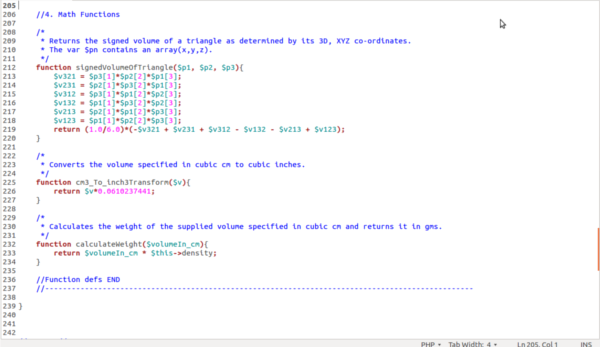 205
206 //4. Math Functions
207
208 /*
209 * Returns the signed volume of a triangle as determined by its 3D, XYZ co-ordinates.
210 * The var $pn contains an array(x,y,z).
211 */
212 function signedVolumeOfTriangle($p1, $p2, $p3){
213 $v321 = $p3[1]*$p2[2]*$p1[3];
214 $v231 = $p2[1]*$p3[2]*$p1[3];
215 $v312 = $p3[1]*$p1[2]*$p2[3];
216 $v132 = $p1[1]*$p3[2]*$p2[3];
217 $v213 = $p2[1]*$p1[2]*$p3[3];
218 $v123 = $p1[1]*$p2[2]*$p3[3];
219 return (1.0/6.0)*(-$v321 + $v231 + $v312 - $v132 - $v213 + $v123);
220 }
221
222 /*
223 * Converts the volume specified in cubic cm to cubic inches.
224 */
225 function cm3_To_inch3Transform($v){
226 return $v*0.0610237441;
227 }
228
229 /*
230 * Calculates the weight of the supplied volume specified in cubic cm and returns it in gms.
231 */
232 function calculateWeight($volumeIn_cm){
233 return $volumeIn_cm * $this->density;
234 }
235
236 //Function defs END
237 //--------------------------------------------------------------------------------------------------
238
239 }
240
241
242
PHP Tab Width: 4 Ln 205, Col 1 INS